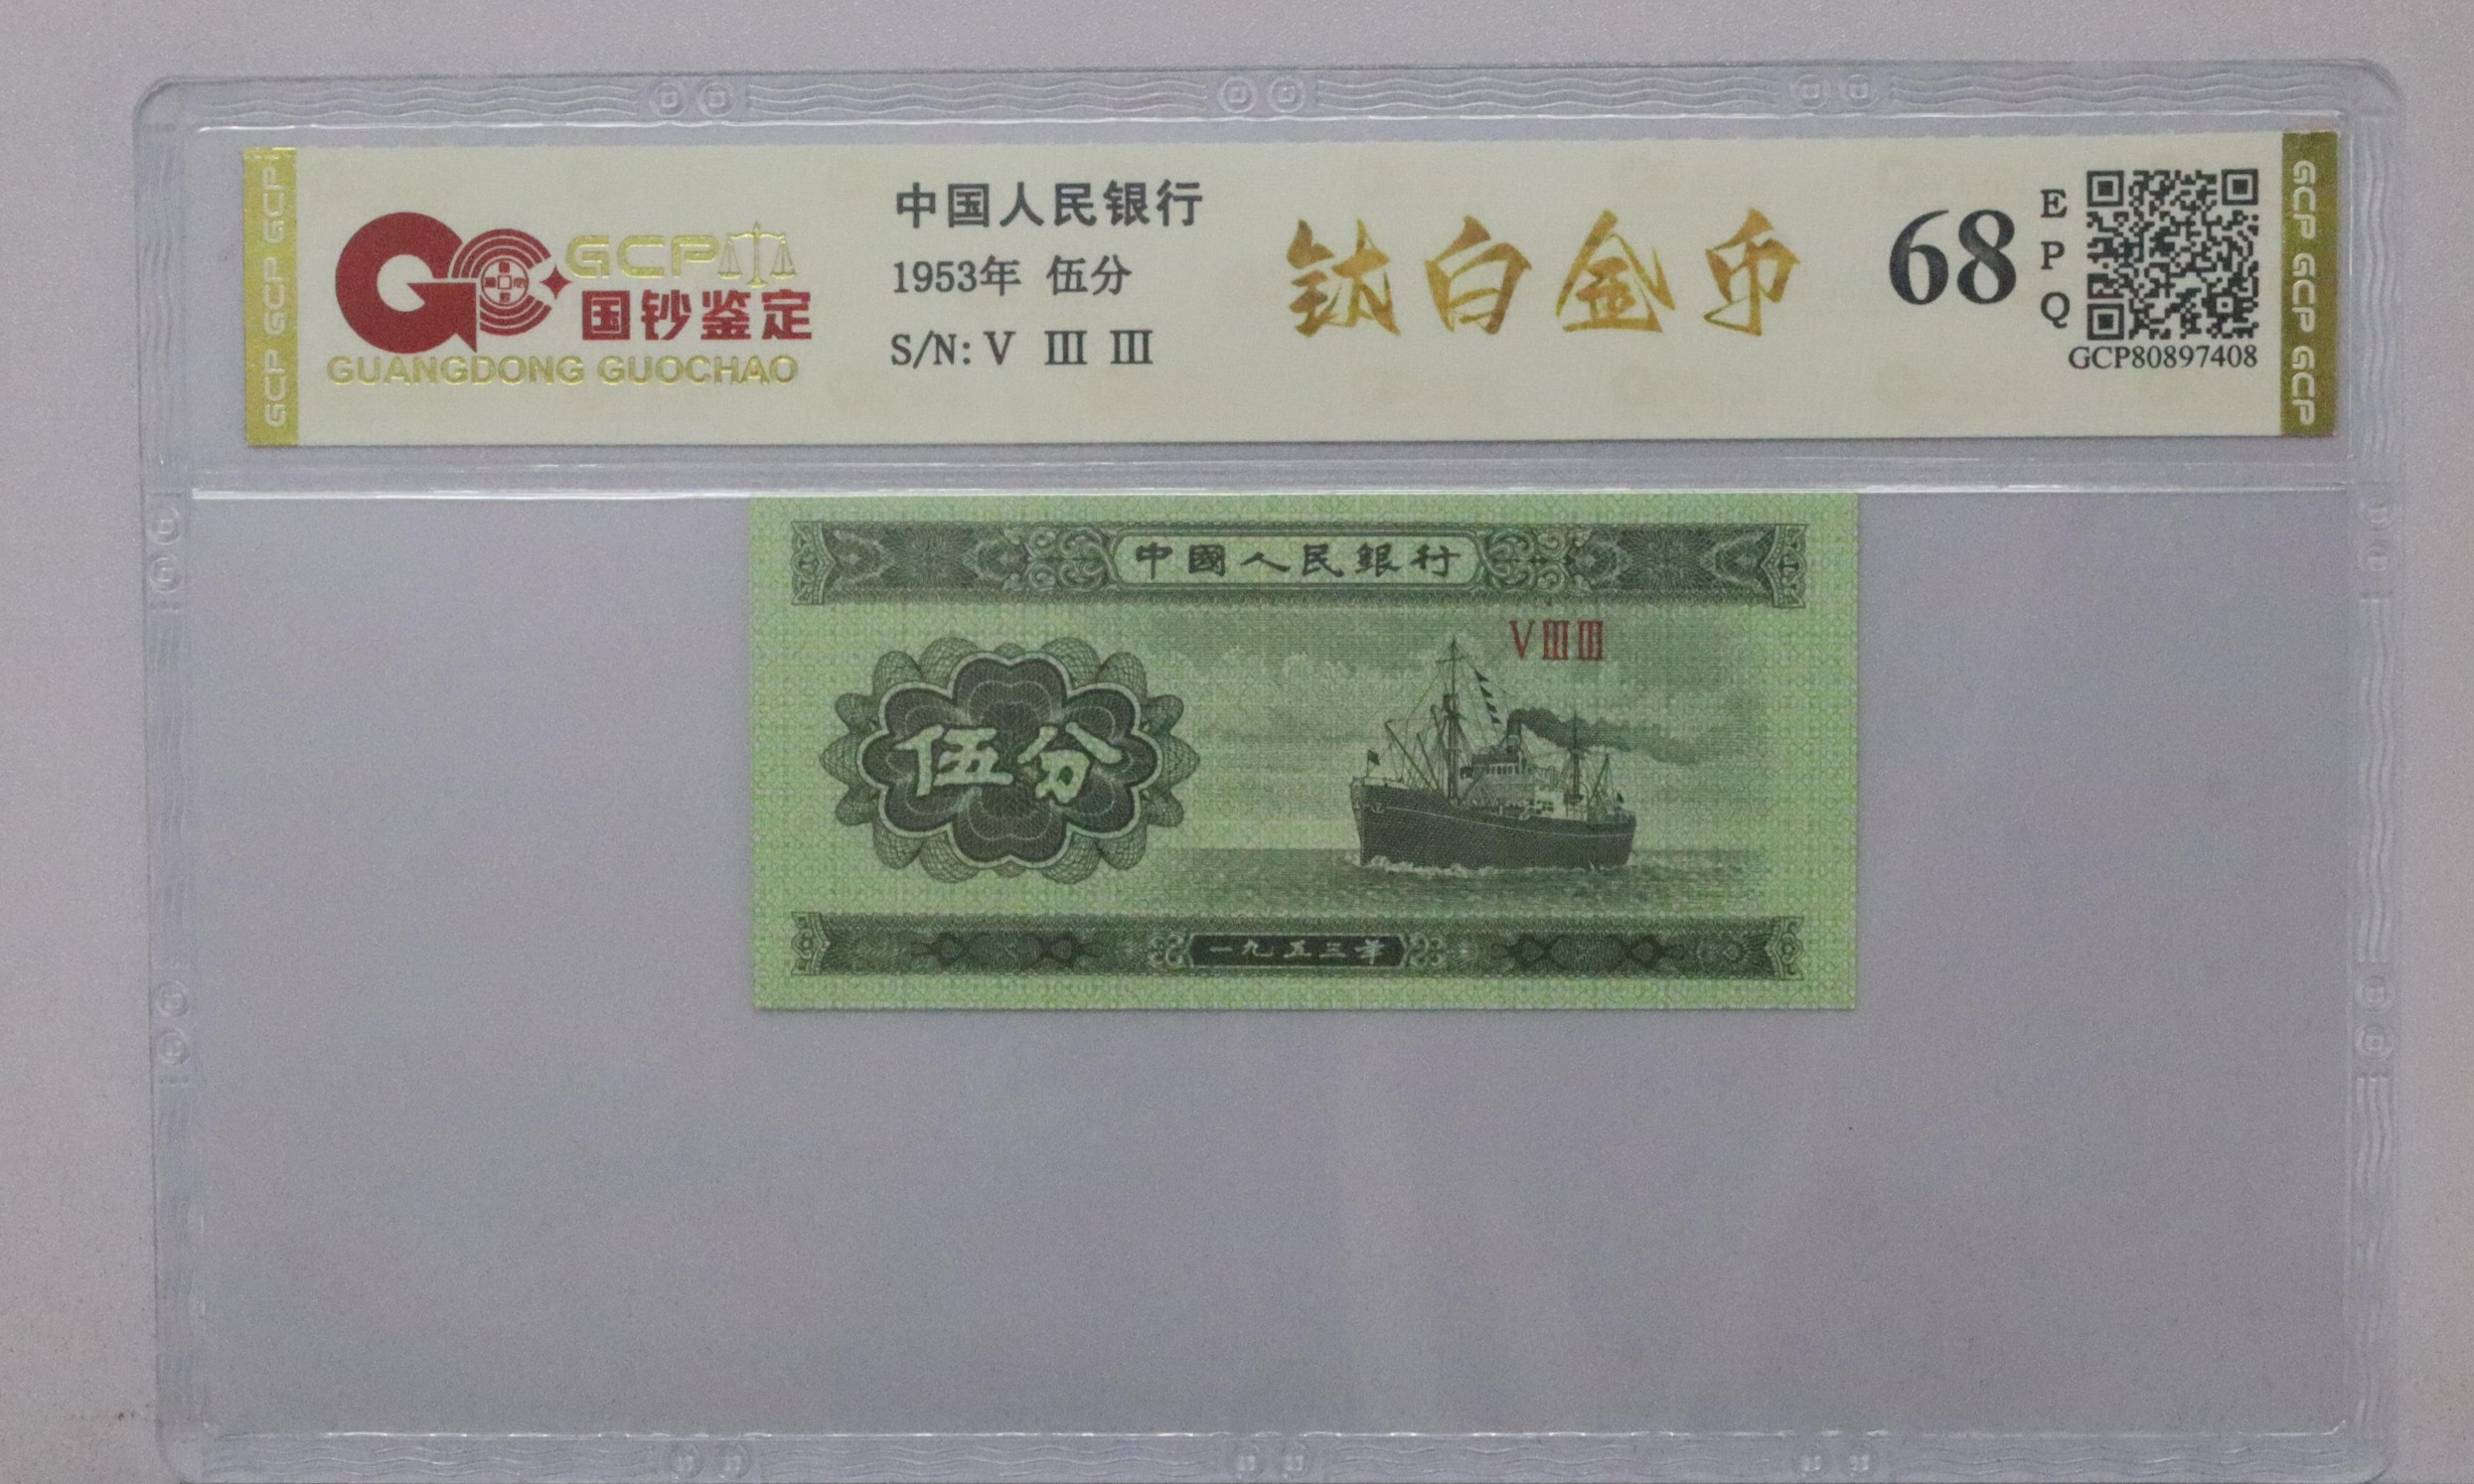 GCP GCP GCP
GCP
国钞鉴定
GUANGDONG GUOCHAO
中国人民银行
1953年 伍分
S/N: V Ⅲ Ⅲ
钛白金币
68
E
P
Q
GCP80897408
GCP GCP GCP
中國人民銀行
VⅢⅢ
伍分
一九五三年